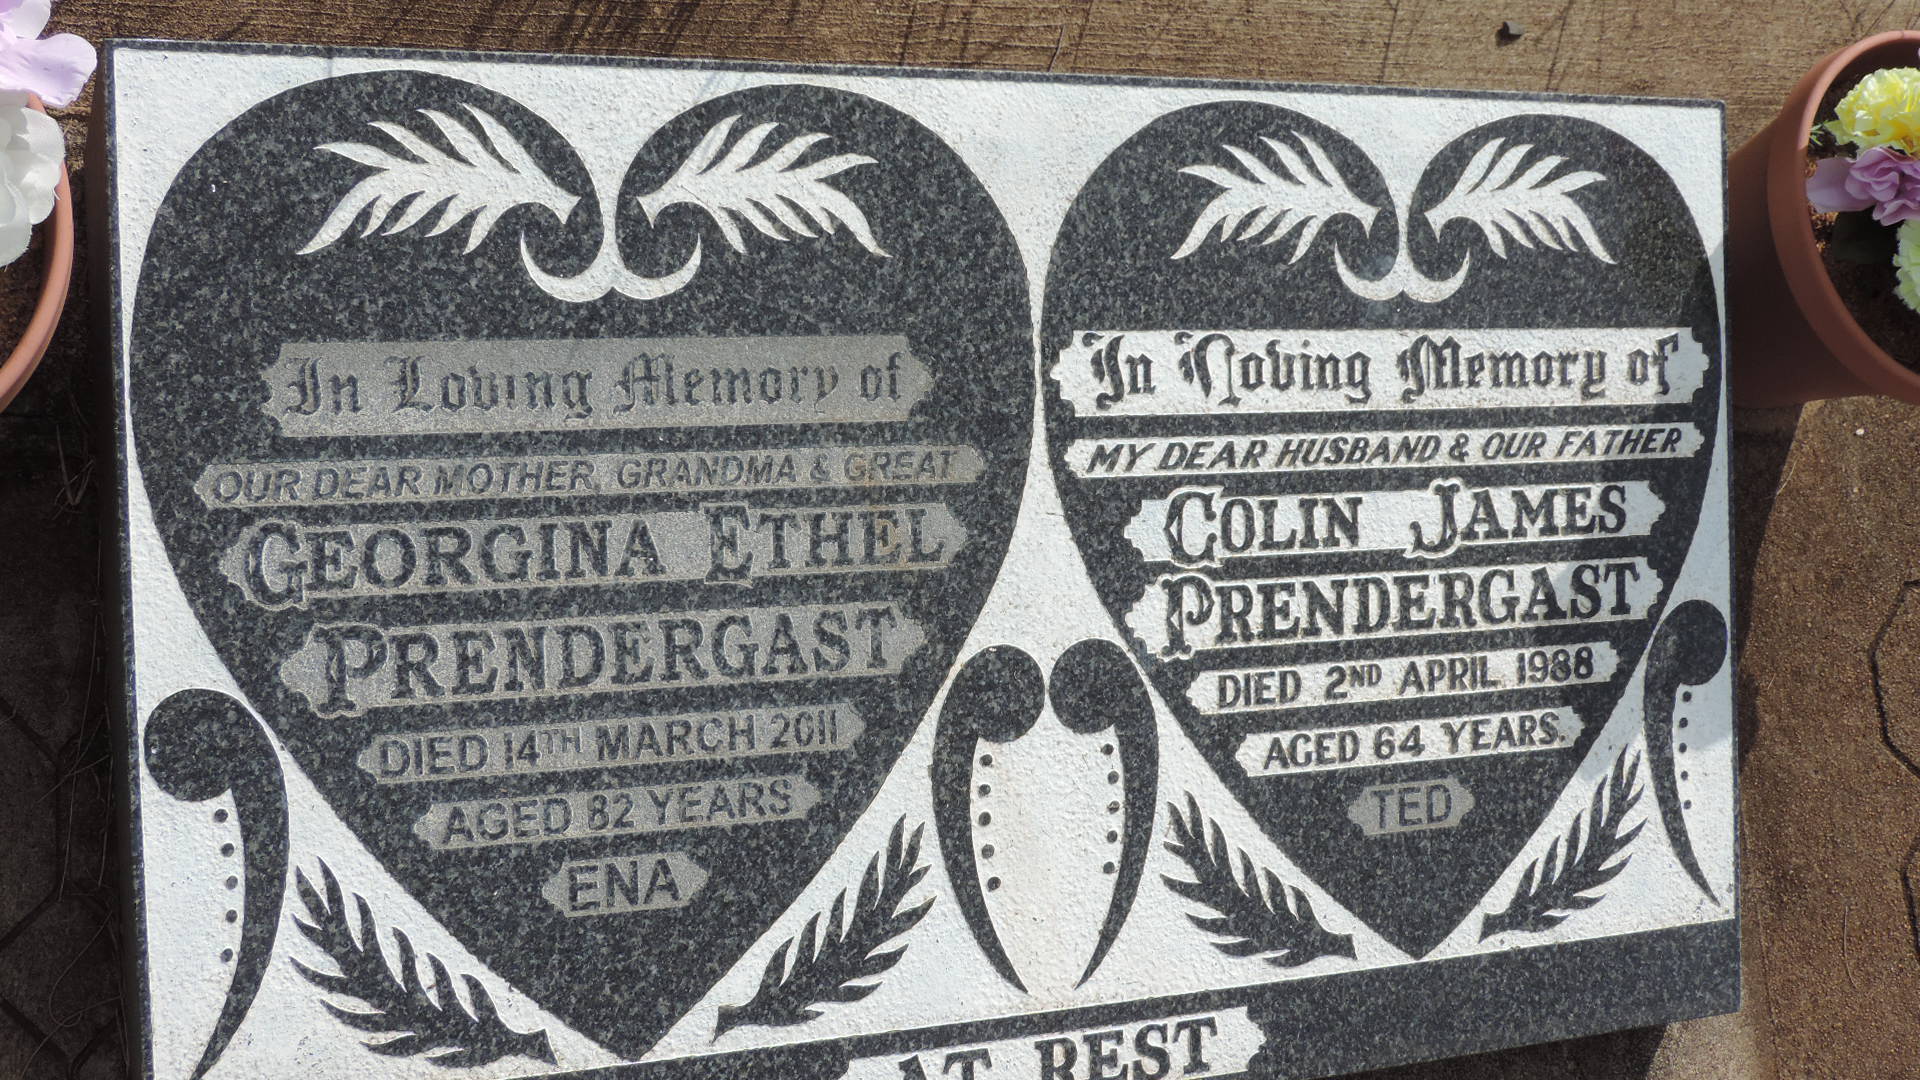 In Loving Memory of
OUR DEAR MOTHER, GRANDMA & GREAT
GEORGINA ETHEL
PRENDERGAST
DIED 14TH MARCH 2011
AGED 82 YEARS
ENA
In Loving Memory of
MY DEAR HUSBAND & OUR FATHER
COLIN JAMES
PRENDERGAST
DIED 2ND APRIL 1988
AGED 64 YEARS.
TED
AT REST